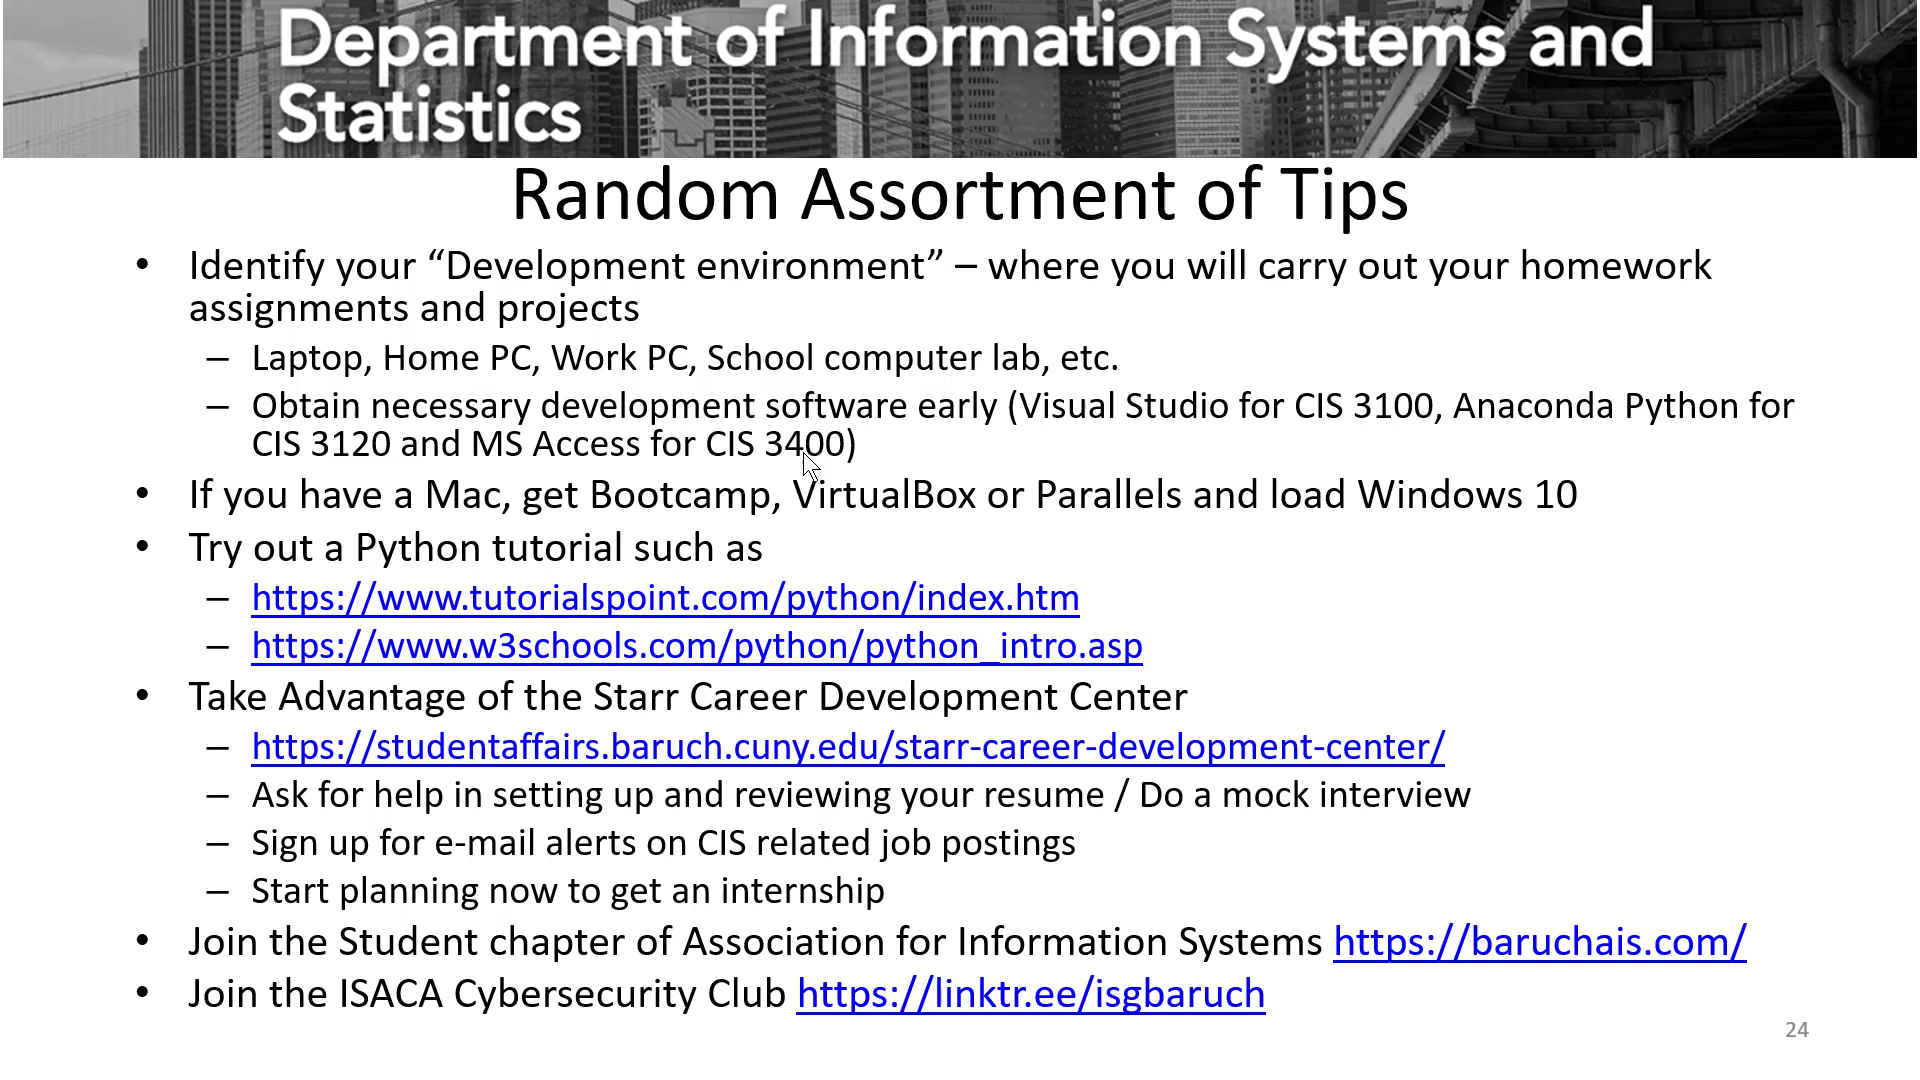 Department of Information Systems and
Statistics
Random Assortment of Tips
• Identify your “Development environment” – where you will carry out your homework
assignments and projects
– Laptop, Home PC, Work PC, School computer lab, etc.
– Obtain necessary development software early (Visual Studio for CIS 3100, Anaconda Python for
CIS 3120 and MS Access for CIS 3400)
• If you have a Mac, get Bootcamp, VirtualBox or Parallels and load Windows 10
• Try out a Python tutorial such as
– https://www.tutorialspoint.com/python/index.htm
– https://www.w3schools.com/python/python_intro.asp
• Take Advantage of the Starr Career Development Center
– https://studentaffairs.baruch.cuny.edu/starr-career-development-center/
– Ask for help in setting up and reviewing your resume / Do a mock interview
– Sign up for e-mail alerts on CIS related job postings
– Start planning now to get an internship
• Join the Student chapter of Association for Information Systems https://baruchais.com/
• Join the ISACA Cybersecurity Club https://linktr.ee/isgbaruch
24